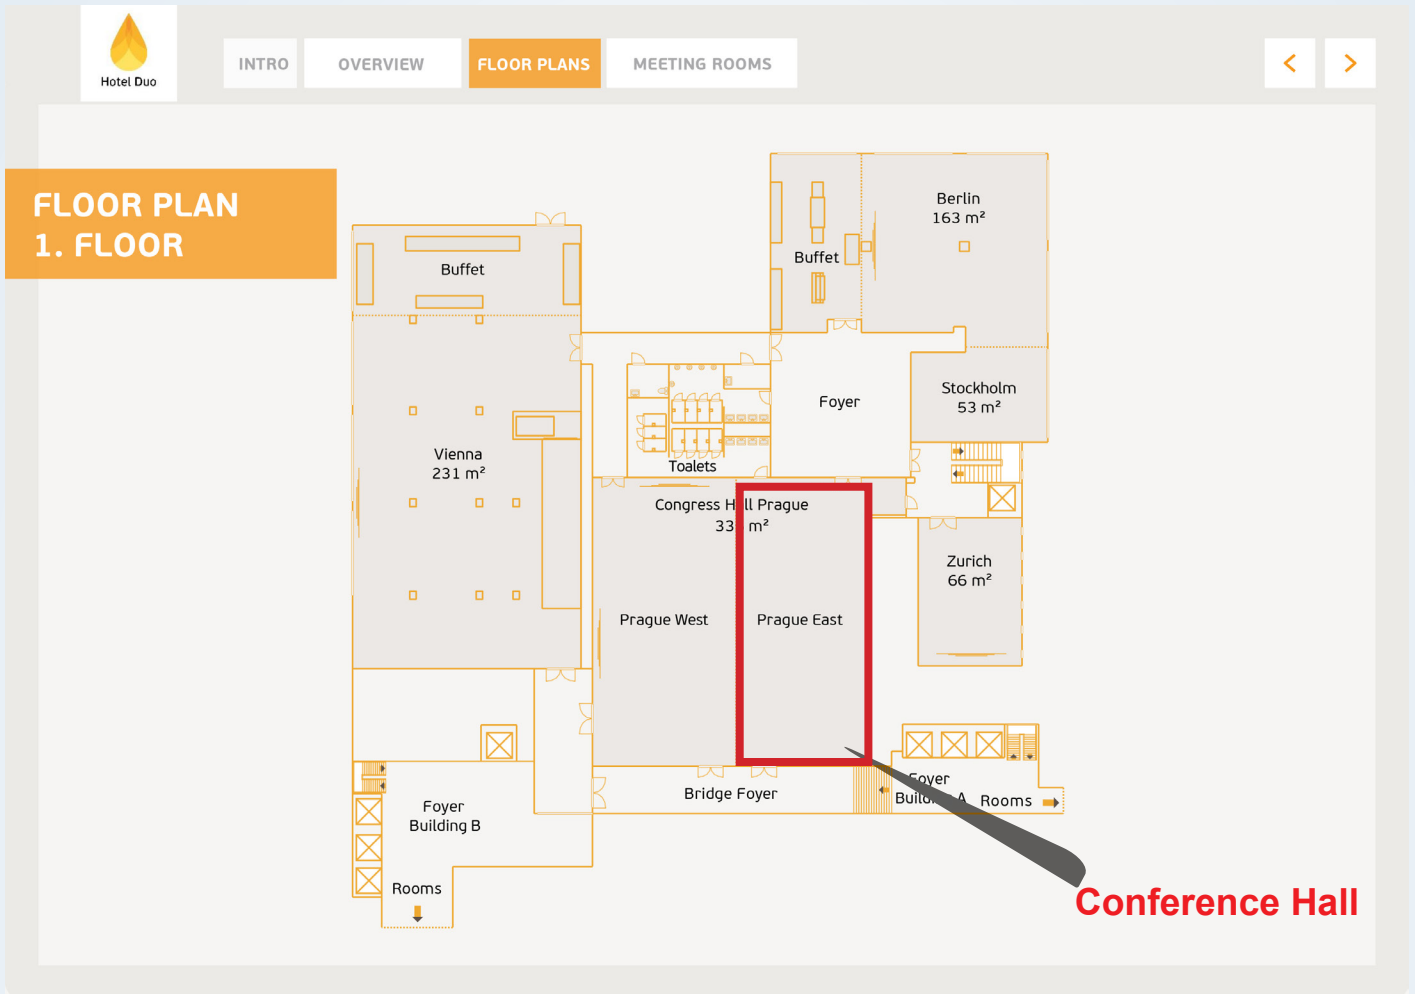 Hotel Duo
INTRO
OVERVIEW
FLOOR PLANS
MEETING ROOMS
FLOOR PLAN
1. FLOOR
Berlin
163 m²
Buffet
Buffet
Foyer
Stockholm
53 m²
Vienna
231 m²
Toalets
Congress Prague
m²
Zurich
66 m²
Prague West
Prague East
Bridge Foyer
Foyer
A
Rooms
Foyer
Building B
Rooms
Conference Hall